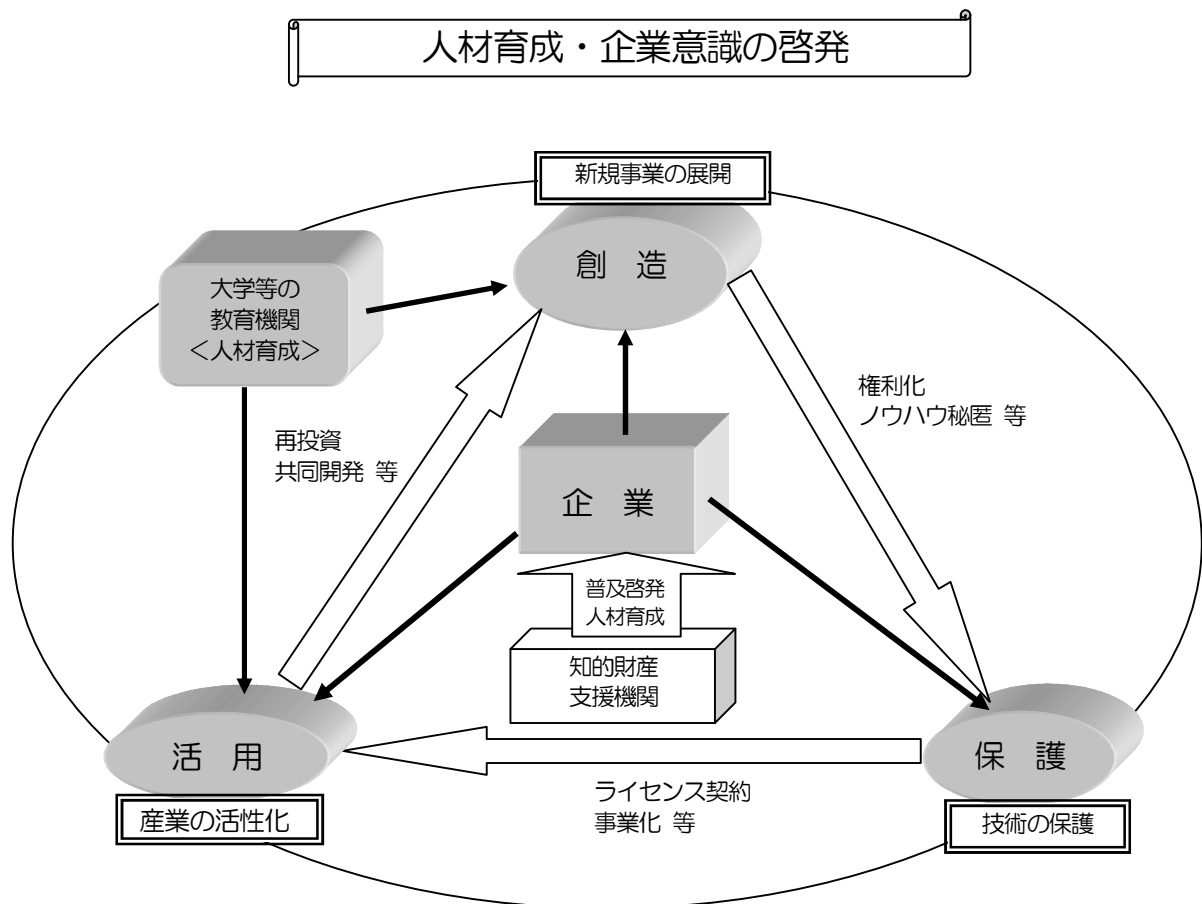 人材育成・企業意識の啓発
新規事業の展開
創　造
大学等の
教育機関
＜人材育成＞
権利化
ノウハウ秘匿 等
再投資
共同開発 等
企　業
普及啓発
人材育成
知的財産
支援機関
活　用
保　護
ライセンス契約
事業化 等
産業の活性化
技術の保護